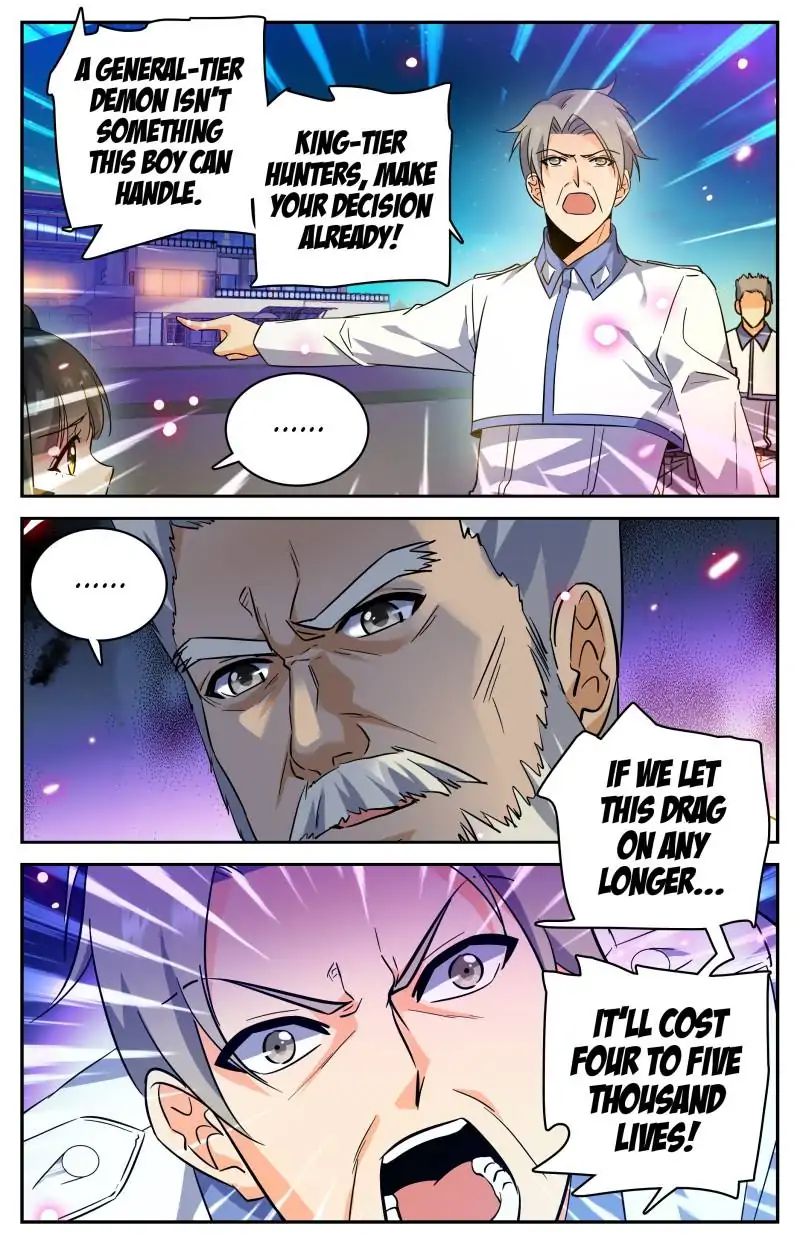 A GENERAL-TIER
DEMON ISN'T
SOMETHING
THIS BOY CAN
HANDLE.
KING-TIER
HUNTERS, MAKE
YOUR DECISION
ALREADY!
......
......
IF WE LET
THIS DRAG
ON ANY
LONGER...
IT'LL COST
FOUR TO FIVE
THOUSAND
LIVES!